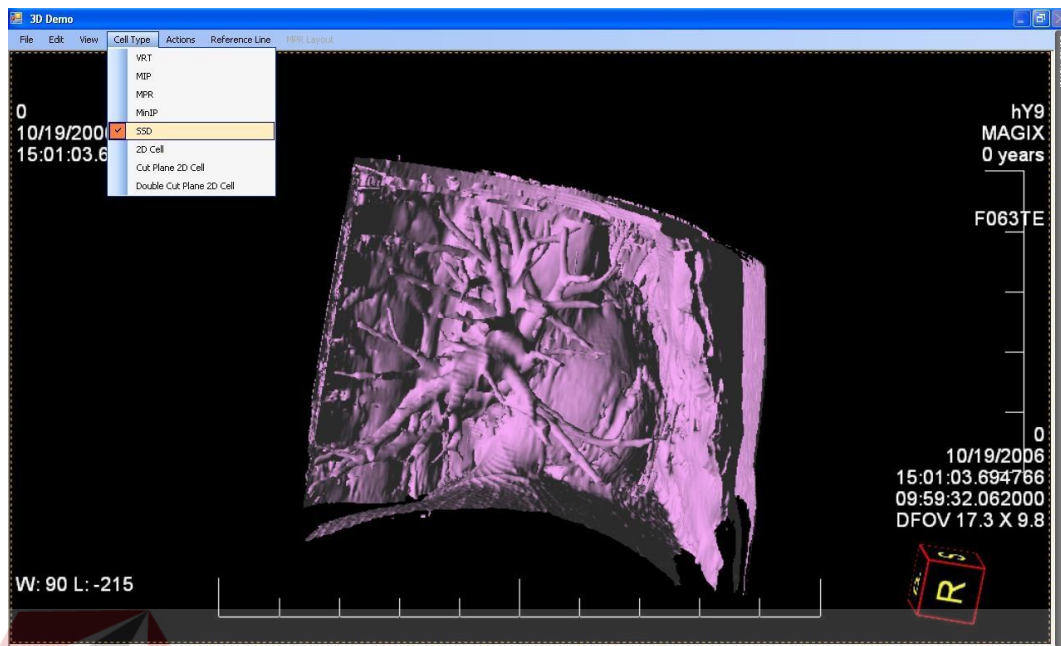 3D Demo
File Edit View Cell Type Actions Reference Line MPR Layout
VRT
MIP
MPR
MinIP
SSD
2D Cell
Cut Plane 2D Cell
Double Cut Plane 2D Cell
0
10/19/200
15:01:03.6
hY9
MAGIX
0 years
F063TE
0
10/19/2006
15:01:03.694766
09:59:32.062000
DFOV 17.3 X 9.8
W: 90 L: -215
S
R